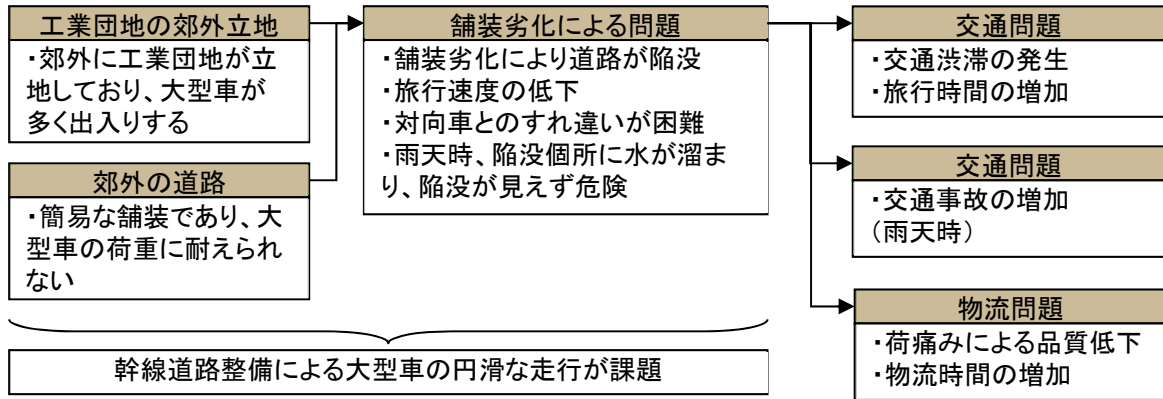 工業団地の郊外立地
・郊外に工業団地が立
地しており、大型車が
多く出入りする
郊外の道路
・簡易な舗装であり、大
型車の荷重に耐えられ
ない
舗装劣化による問題
・舗装劣化により道路が陥没
・旅行速度の低下
・対向車とのすれ違いが困難
・雨天時、陥没個所に水が溜ま
り、陥没が見えず危険
交通問題
・交通渋滞の発生
・旅行時間の増加
交通問題
・交通事故の増加
(雨天時)
物流問題
・荷痛みによる品質低下
・物流時間の増加
幹線道路整備による大型車の円滑な走行が課題